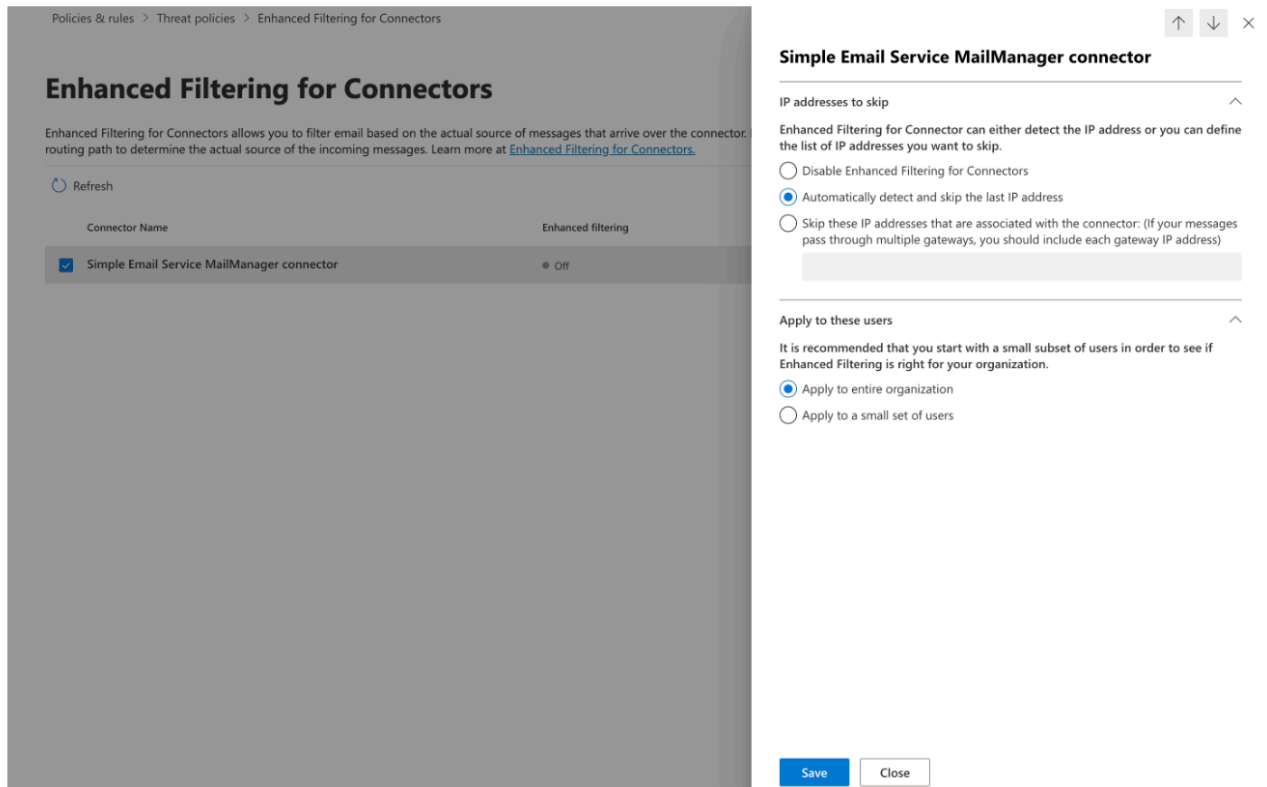 Policies & rules > Threat policies > Enhanced Filtering for Connectors
Enhanced Filtering for Connectors
Enhanced Filtering for Connectors allows you to filter email based on the actual source of messages that arrive over the connector.
routing path to determine the actual source of the incoming messages. Learn more at Enhanced Filtering for Connectors.
Refresh
Connector Name Enhanced filtering
Simple Email Service MailManager connector Off
Simple Email Service MailManager connector
IP addresses to skip
Enhanced Filtering for Connector can either detect the IP address or you can define
the list of IP addresses you want to skip.
Disable Enhanced Filtering for Connectors
Automatically detect and skip the last IP address
Skip these IP addresses that are associated with the connector: (If your messages
pass through multiple gateways, you should include each gateway IP address)
Apply to these users
It is recommended that you start with a small subset of users in order to see if
Enhanced Filtering is right for your organization.
Apply to entire organization
Apply to a small set of users
Save Close